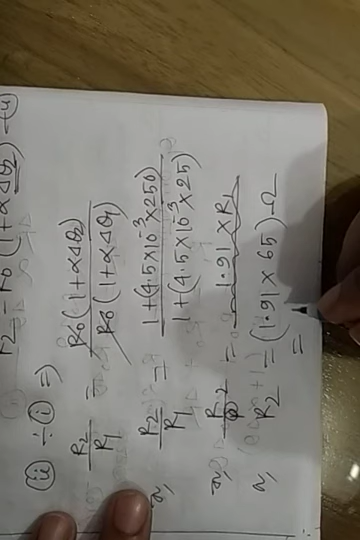 R2 = R0 (1+αΔθ2) —(ii)
(ii) ÷ (i) ⇒
R2/R1 = R0 (1+αΔθ2) / R0 (1+αΔθ1)
R2/R1 = 1+(4.5×10^-3×250) / 1+(4.5×10^-3×25)
1.91 × R1
R2 = (1.91 × 65) Ω
=